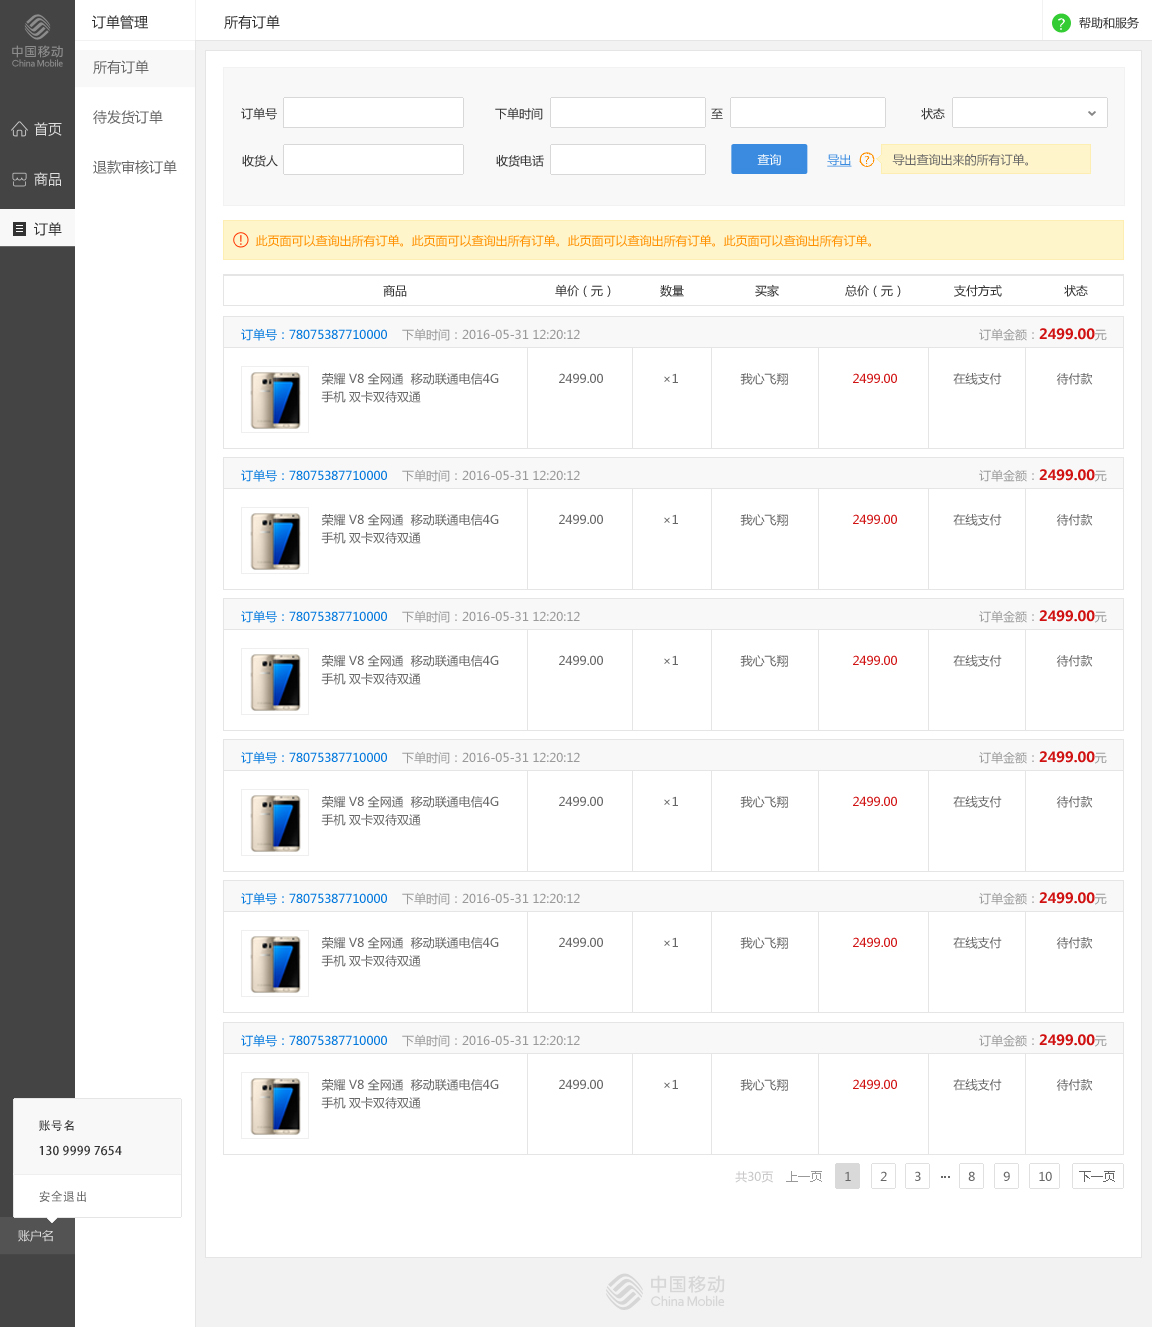 中国移动
China Mobile
首页
商品
订单
订单管理
所有订单
待发货订单
退款审核订单
所有订单
? 帮助和服务
订单号
下单时间
至
状态
收货人
收货电话
查询
导出
?
导出查询出来的所有订单。
此页面可以查询出所有订单。此页面可以查询出所有订单。此页面可以查询出所有订单。此页面可以查询出所有订单。
商品 单价（元） 数量 买家 总价（元） 支付方式 状态
订单号：78075387710000 下单时间：2016-05-31 12:20:12 订单金额：2499.00元
荣耀 V8 全网通 移动联通电信4G 2499.00 ×1 我心飞翔 2499.00 在线支付 待付款
手机 双卡双待双通
订单号：78075387710000 下单时间：2016-05-31 12:20:12 订单金额：2499.00元
荣耀 V8 全网通 移动联通电信4G 2499.00 ×1 我心飞翔 2499.00 在线支付 待付款
手机 双卡双待双通
订单号：78075387710000 下单时间：2016-05-31 12:20:12 订单金额：2499.00元
荣耀 V8 全网通 移动联通电信4G 2499.00 ×1 我心飞翔 2499.00 在线支付 待付款
手机 双卡双待双通
订单号：78075387710000 下单时间：2016-05-31 12:20:12 订单金额：2499.00元
荣耀 V8 全网通 移动联通电信4G 2499.00 ×1 我心飞翔 2499.00 在线支付 待付款
手机 双卡双待双通
订单号：78075387710000 下单时间：2016-05-31 12:20:12 订单金额：2499.00元
荣耀 V8 全网通 移动联通电信4G 2499.00 ×1 我心飞翔 2499.00 在线支付 待付款
手机 双卡双待双通
订单号：78075387710000 下单时间：2016-05-31 12:20:12 订单金额：2499.00元
荣耀 V8 全网通 移动联通电信4G 2499.00 ×1 我心飞翔 2499.00 在线支付 待付款
手机 双卡双待双通
共30页 上一页 1 2 3 ··· 8 9 10 下一页
账号名
130 9999 7654
安全退出
账户名
中国移动
China Mobile